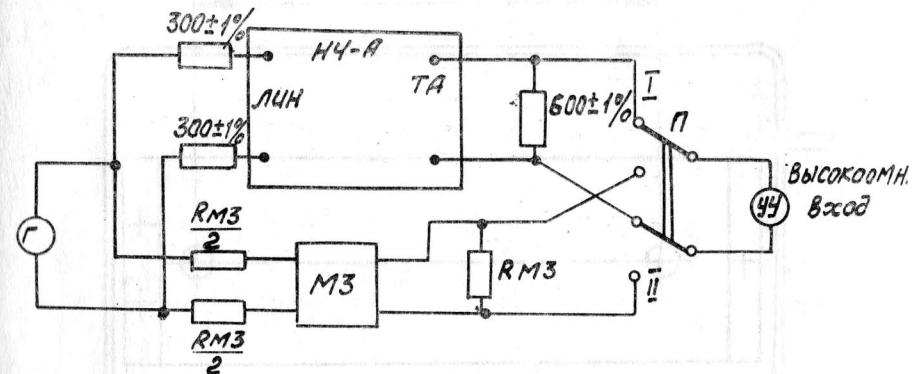 300±1%
НЧ-А
ЛИН
ТА
600±1%
I
П
300±1%
Г
RМЗ
2
МЗ
RМЗ
RМЗ
2
II
УУ
ВЫСОКООМН.
ВХОД